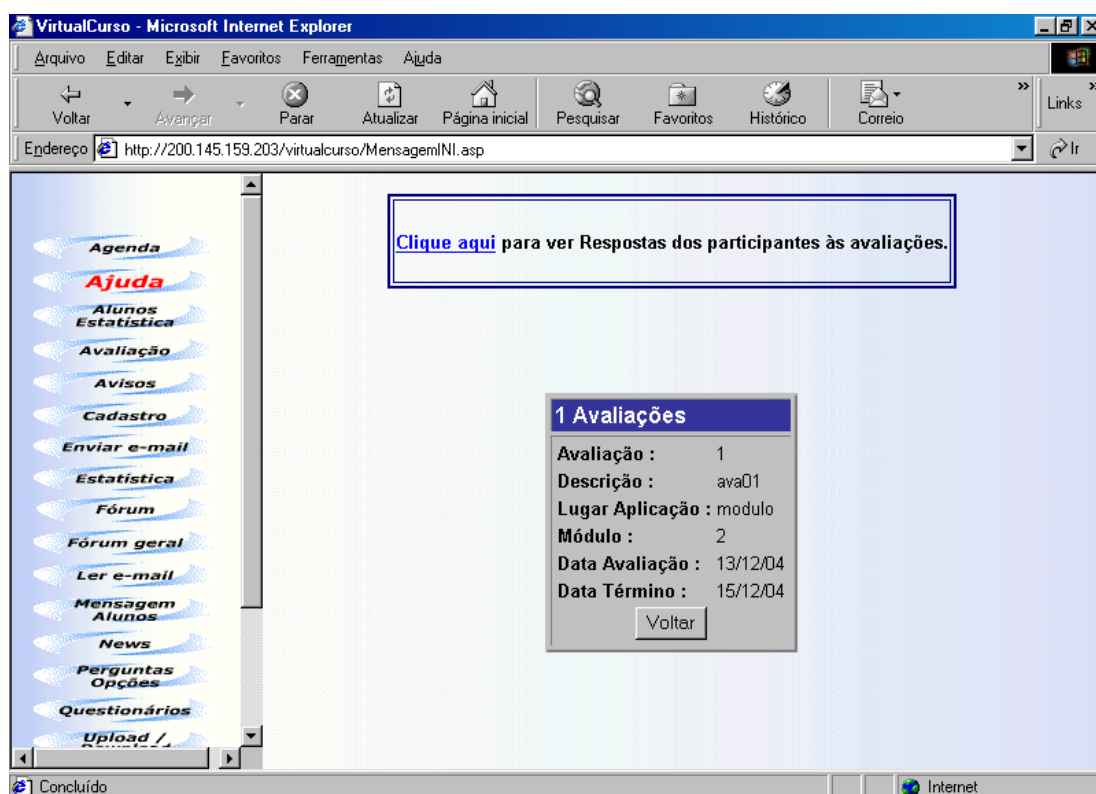 VirtualCurso - Microsoft Internet Explorer
Arquivo Editar Exibir Favoritos Ferramentas Ajuda
Voltar Avançar Parar Atualizar Página inicial Pesquisar Favoritos Histórico Correio » Links »
Endereço http://200.145.159.203/virtualcurso/MensagemINI.asp Ir
Agenda
Ajuda
Alunos
Estatística
Avaliação
Avisos
Cadastro
Enviar e-mail
Estatística
Fórum
Fórum geral
Ler e-mail
Mensagem
Alunos
News
Perguntas
Opções
Questionários
Upload /
Download
Clique aqui para ver Respostas dos participantes às avaliações.
1 Avaliações
Avaliação : 1
Descrição : ava01
Lugar Aplicação : modulo
Módulo : 2
Data Avaliação : 13/12/04
Data Término : 15/12/04
Voltar
Concluído Internet